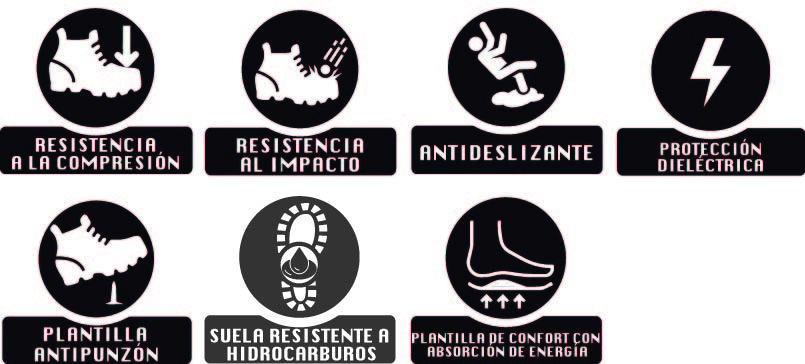 RESISTENCIA
A LA COMPRESIÓN
RESISTENCIA
AL IMPACTO
ANTIDESLIZANTE
PROTECCIÓN
DIELÉCTRICA
PLANTILLA
ANTIPUNZÓN
SUELA RESISTENTE A
HIDROCARBUROS
PLANTILLA DE CONFORT CON
ABSORCIÓN DE ENERGÍA